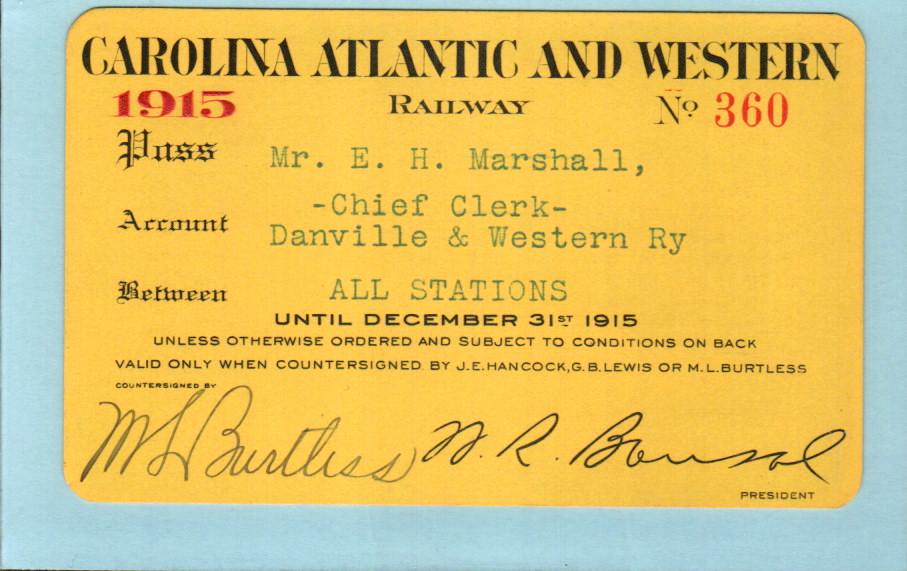 CAROLINA ATLANTIC AND WESTERN
1915 RAILWAY No 360
Pass Mr. E. H. Marshall,
-Chief Clerk-
Account Danville & Western Ry
Between ALL STATIONS
UNTIL DECEMBER 31ST 1915
UNLESS OTHERWISE ORDERED AND SUBJECT TO CONDITIONS ON BACK
VALID ONLY WHEN COUNTERSIGNED BY J.E.HANCOCK,G.B.LEWIS OR M.L.BURTLESS
COUNTERSIGNED BY
M L Burtless W. R. Bonsal
PRESIDENT